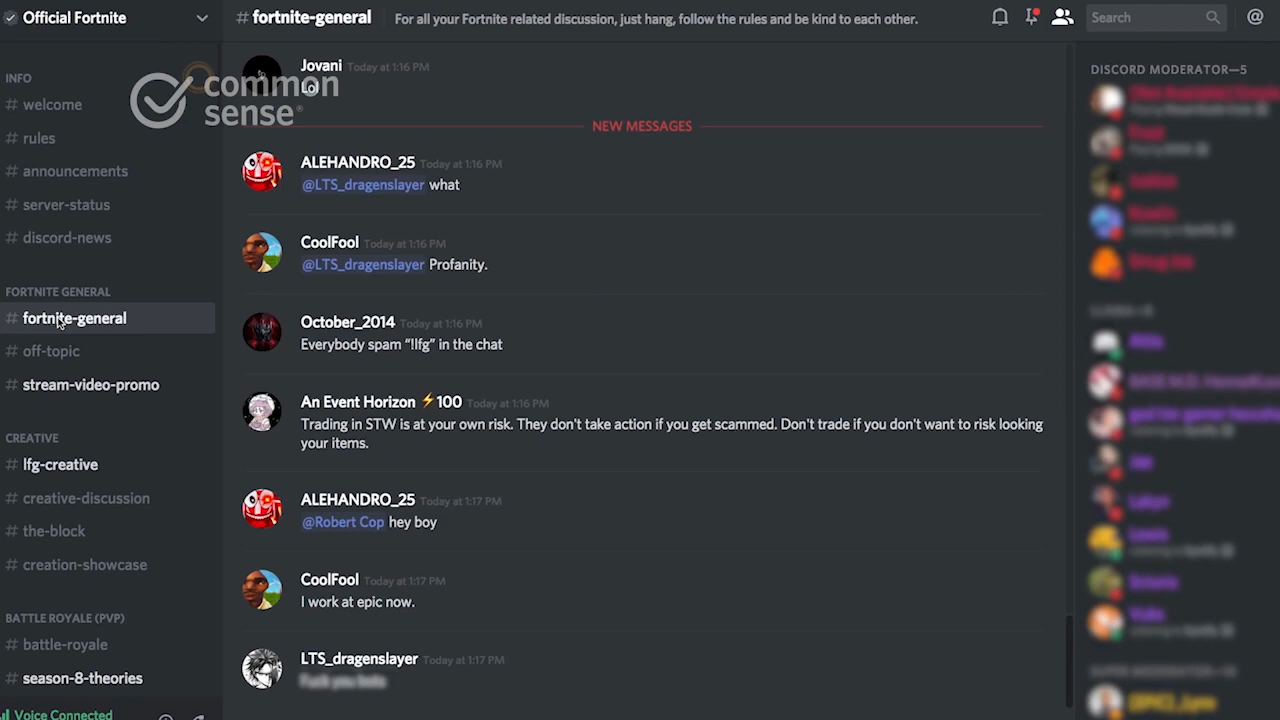 Official Fortnite
# fortnite-general
For all your Fortnite related discussion, just hang, follow the rules and be kind to each other.
Search
@
common
sense®
INFO
# welcome
# rules
# announcements
# server-status
# discord-news
FORTNITE GENERAL
# fortnite-general
# off-topic
# stream-video-promo
CREATIVE
# lfg-creative
# creative-discussion
# the-block
# creation-showcase
BATTLE ROYALE (PVP)
# battle-royale
# season-8-theories
Voice Connected
Jovani Today at 1:16 PM
Lol
NEW MESSAGES
ALEHANDRO_25 Today at 1:16 PM
@LTS_dragenslayer what
CoolFool Today at 1:16 PM
@LTS_dragenslayer Profanity.
October_2014 Today at 1:16 PM
Everybody spam “!lfg” in the chat
An Event Horizon ⚡100 Today at 1:16 PM
Trading in STW is at your own risk. They don't take action if you get scammed. Don't trade if you don't want to risk looking
your items.
ALEHANDRO_25 Today at 1:17 PM
@Robert Cop hey boy
CoolFool Today at 1:17 PM
I work at epic now.
LTS_dragenslayer Today at 1:17 PM
DISCORD MODERATOR—5